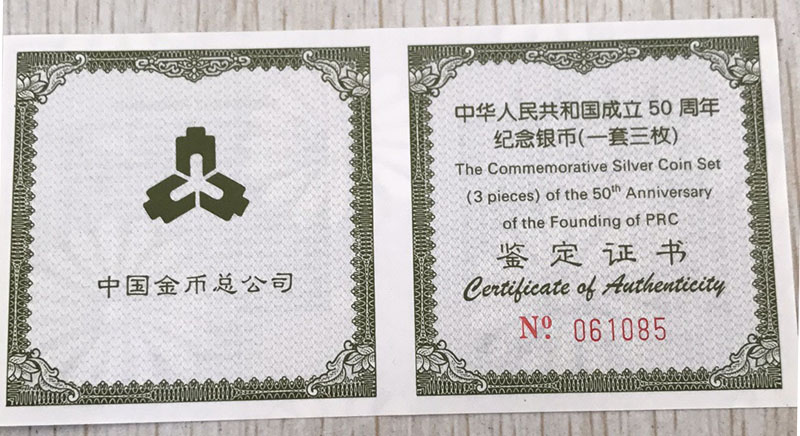 中国金币总公司
中华人民共和国成立 50 周年
纪念银币(一套三枚)
The Commemorative Silver Coin Set
(3 pieces) of the 50th Anniversary
of the Founding of PRC
鉴定证书
Certificate of Authenticity
Nº 061085